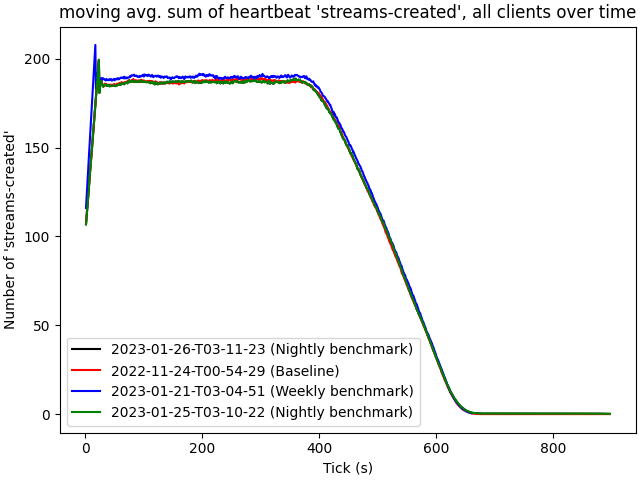 moving avg. sum of heartbeat 'streams-created', all clients over time
Number of 'streams-created'
200
150
100
50
0
2023-01-26-T03-11-23 (Nightly benchmark)
2022-11-24-T00-54-29 (Baseline)
2023-01-21-T03-04-51 (Weekly benchmark)
2023-01-25-T03-10-22 (Nightly benchmark)
0 200 400 600 800
Tick (s)